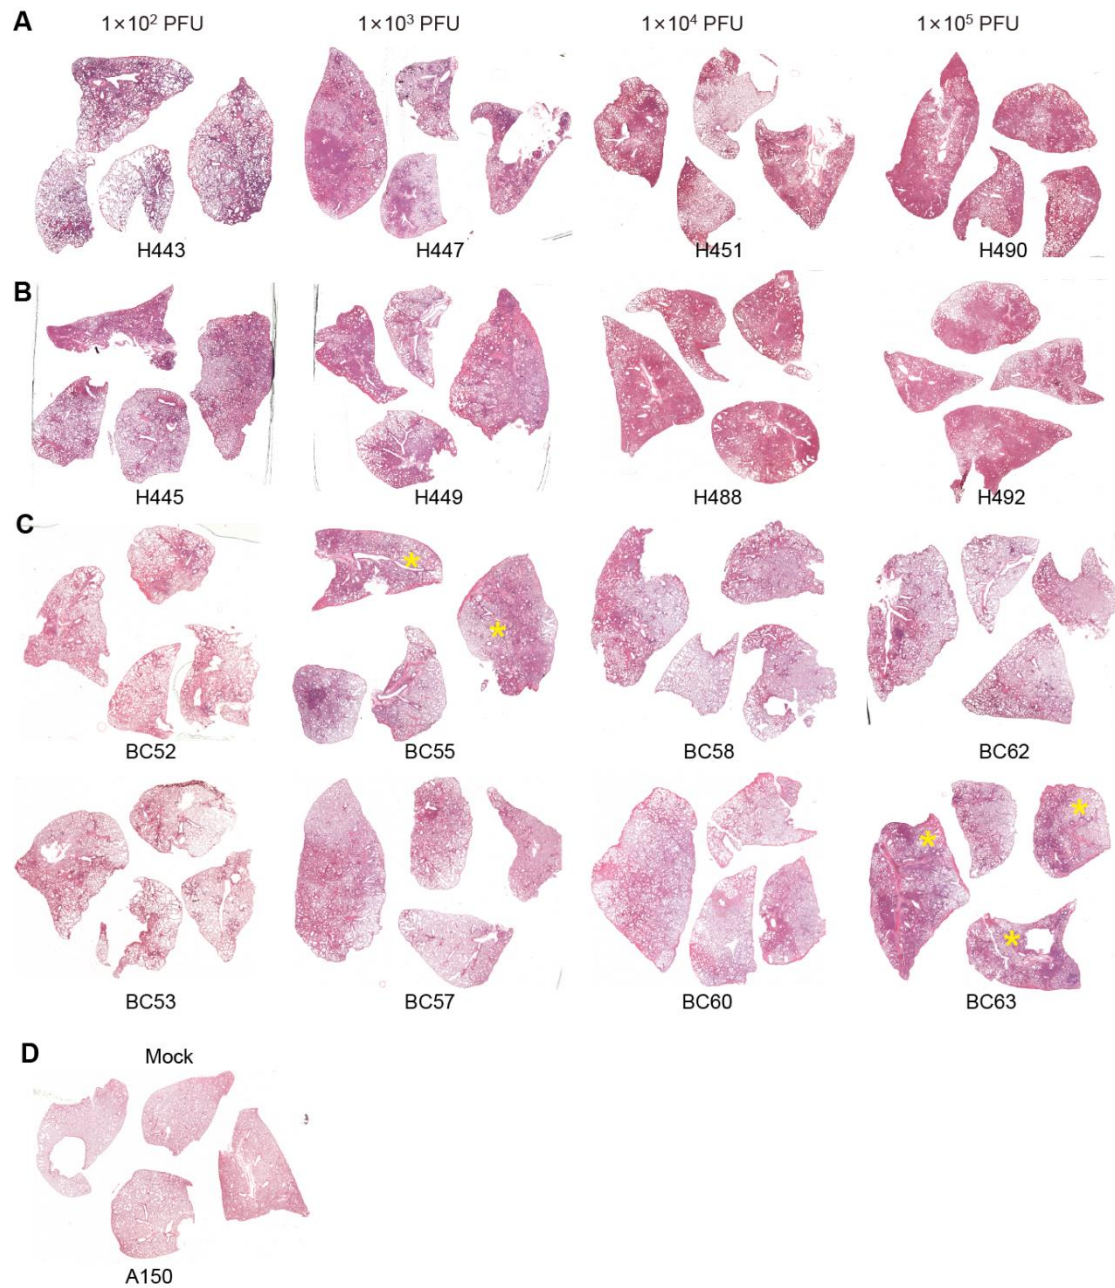 A 1×10² PFU 1×10³ PFU 1×10⁴ PFU 1×10⁵ PFU
H443 H447 H451 H490
B
H445 H449 H488 H492
C
BC52 BC55 BC58 BC62
BC53 BC57 BC60 BC63
D Mock
A150